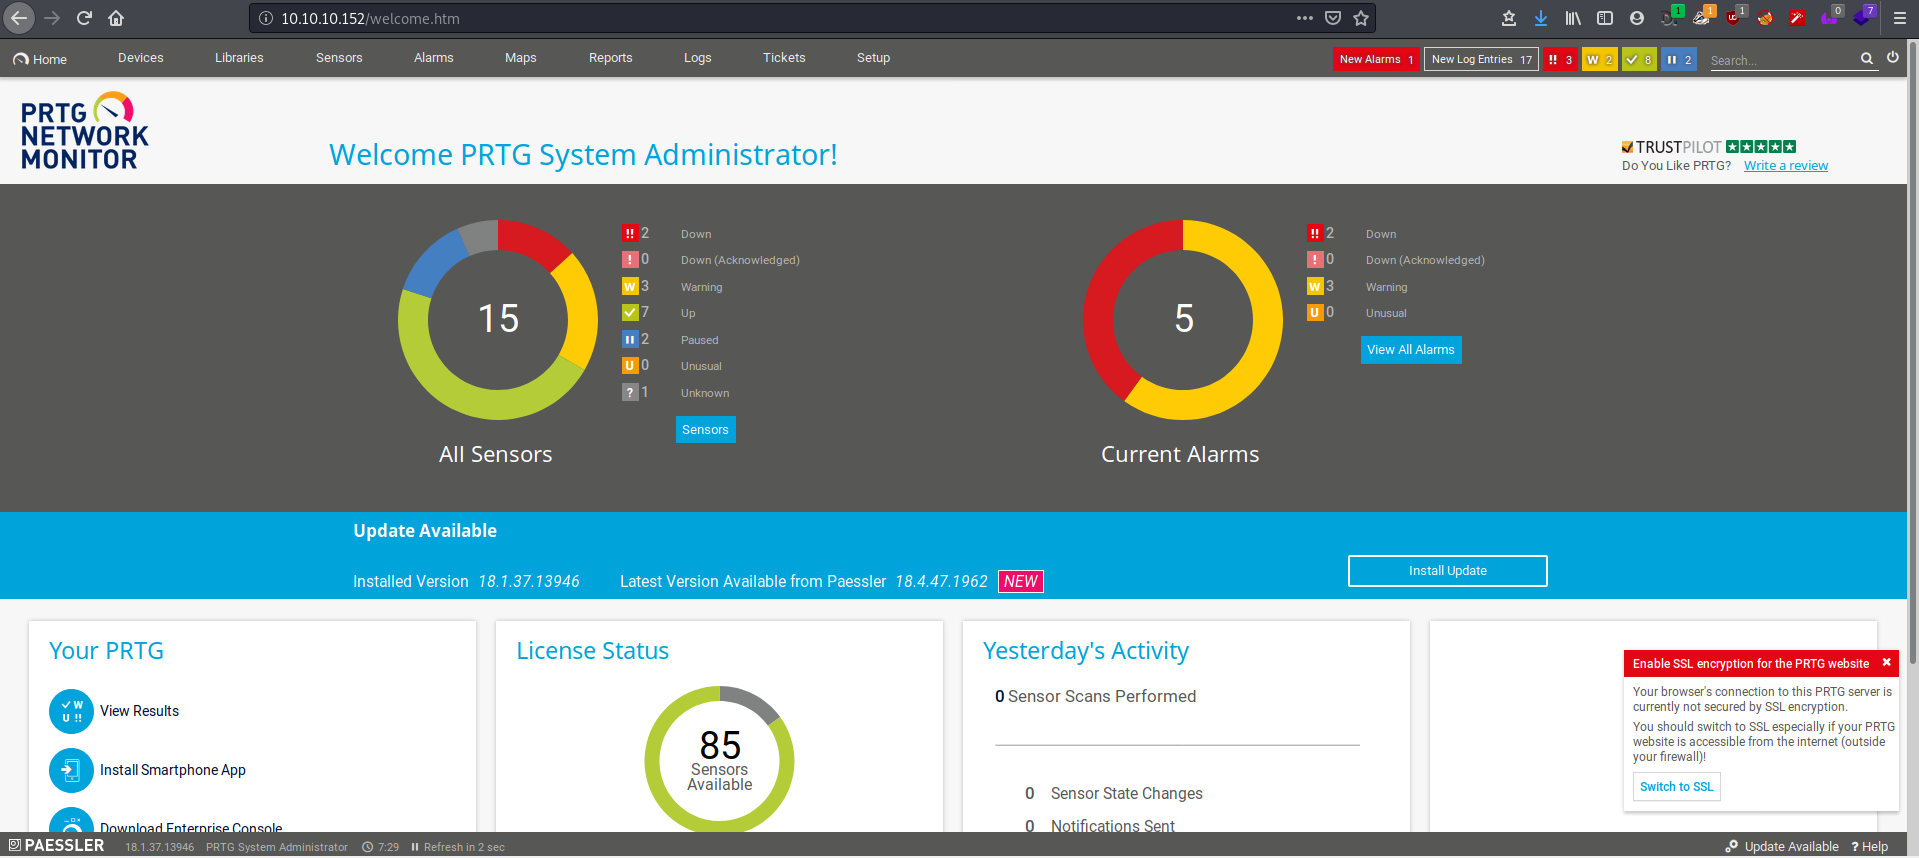 10.10.10.152/welcome.htm
1 1 1 0 7
Home Devices Libraries Sensors Alarms Maps Reports Logs Tickets Setup
New Alarms 1 New Log Entries 17 !! 3 W 2 8 2 Search...
PRTG
NETWORK
MONITOR
Welcome PRTG System Administrator!
TRUSTPILOT
Do You Like PRTG? Write a review
15
!! 2 Down
! 0 Down (Acknowledged)
W 3 Warning
7 Up
2 Paused
U 0 Unusual
? 1 Unknown
Sensors
All Sensors
5
!! 2 Down
! 0 Down (Acknowledged)
W 3 Warning
U 0 Unusual
View All Alarms
Current Alarms
Update Available
Installed Version 18.1.37.13946 Latest Version Available from Paessler 18.4.47.1962 NEW
Install Update
Your PRTG
W
U !!
View Results
Install Smartphone App
Download Enterprise Console
License Status
85
Sensors
Available
Yesterday's Activity
0 Sensor Scans Performed
0 Sensor State Changes
0 Notifications Sent
Enable SSL encryption for the PRTG website
Your browser's connection to this PRTG server is
currently not secured by SSL encryption.
You should switch to SSL especially if your PRTG
website is accessible from the internet (outside
your firewall)!
Switch to SSL
PAESSLER 18.1.37.13946 PRTG System Administrator 7:29 Refresh in 2 sec Update Available ? Help